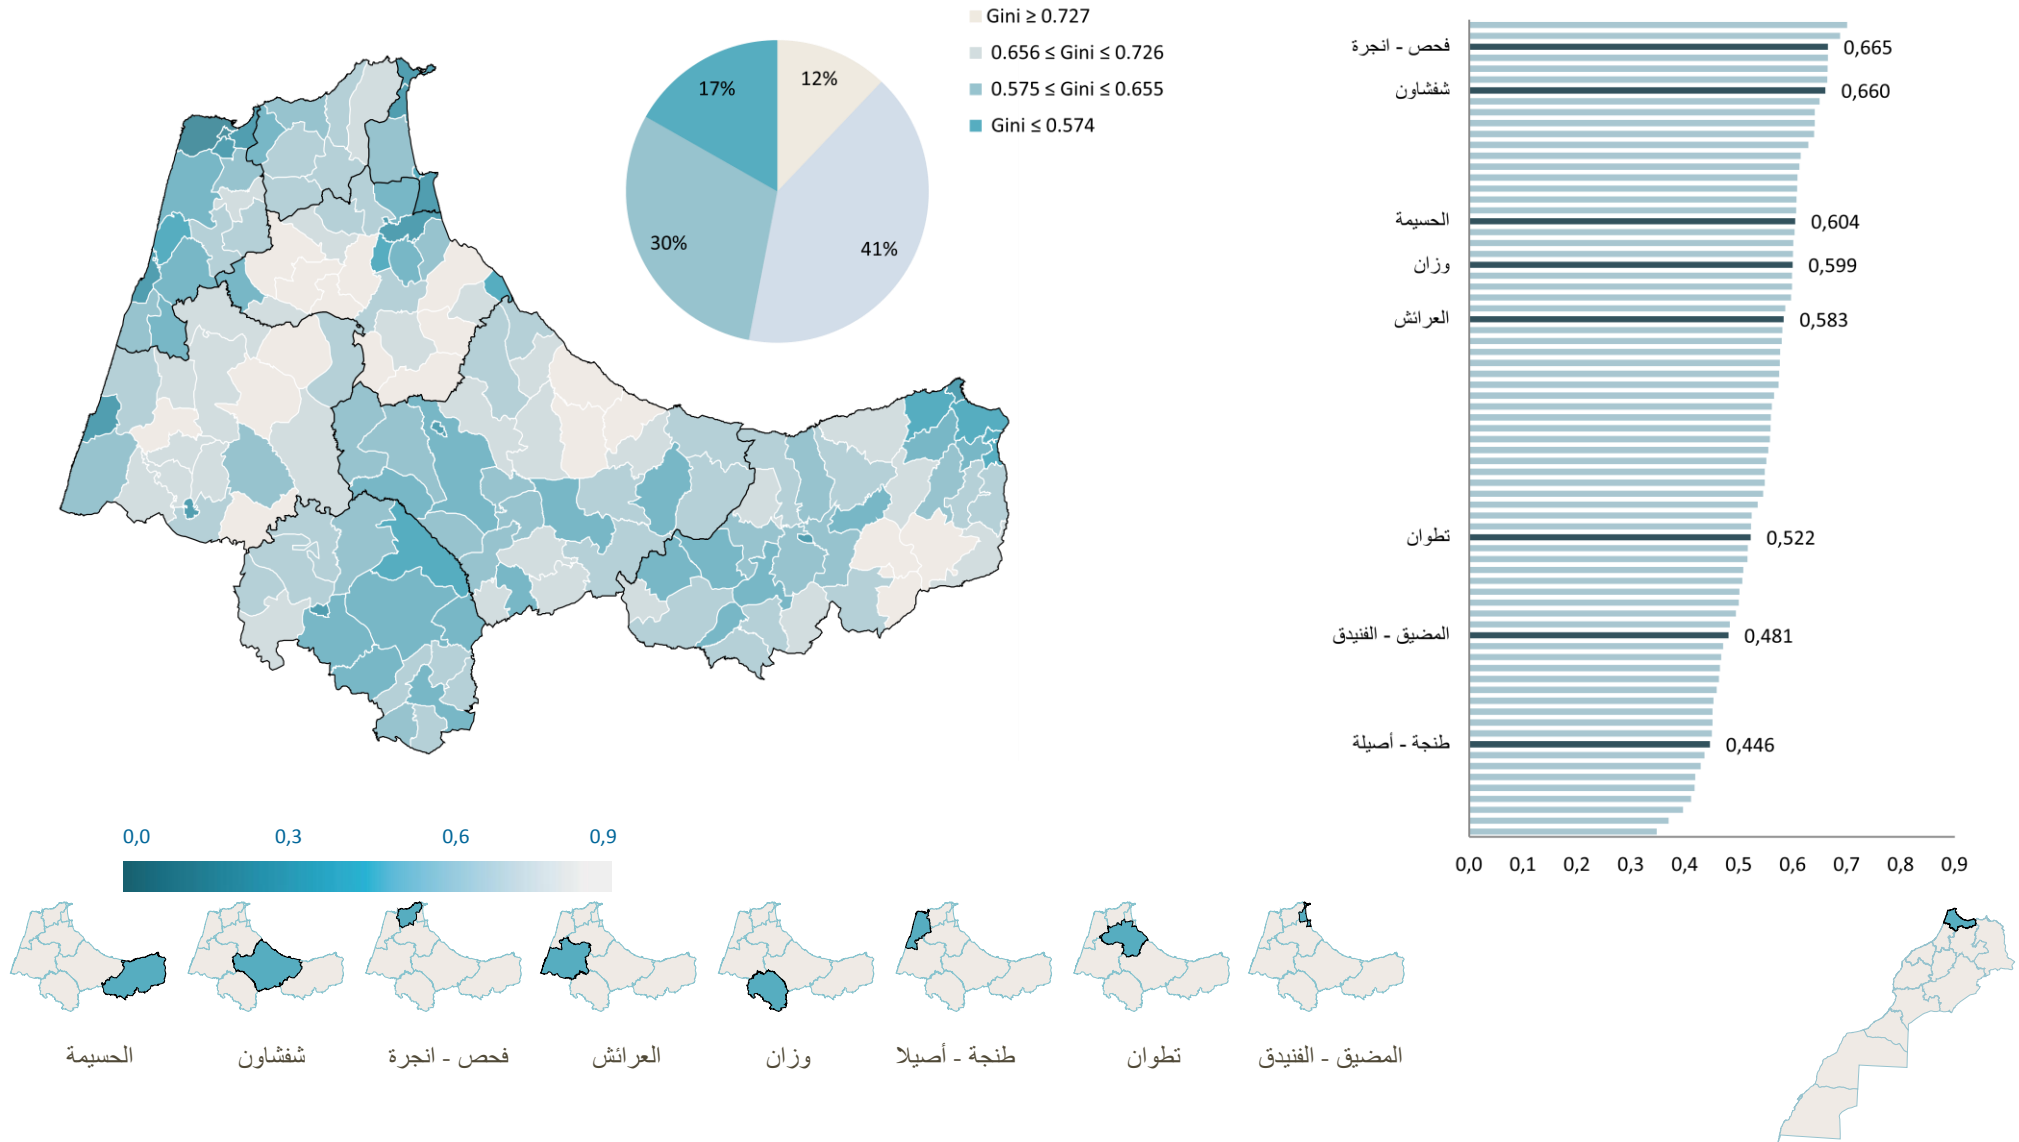 Gini ≥ 0.727
0.656 ≤ Gini ≤ 0.726
0.575 ≤ Gini ≤ 0.655
Gini ≤ 0.574
12%
17%
30%
41%
فحص - انجرة 0,665
شفشاون 0,660
الحسيمة 0,604
وزان 0,599
العرائش 0,583
تطوان 0,522
المضيق - الفنيدق 0,481
طنجة - أصيلة 0,446
0,0 0,1 0,2 0,3 0,4 0,5 0,6 0,7 0,8 0,9
0,0 0,3 0,6 0,9
الحسيمة
شفشاون
فحص - انجرة
العرائش
وزان
طنجة - أصيلا
تطوان
المضيق - الفنيدق